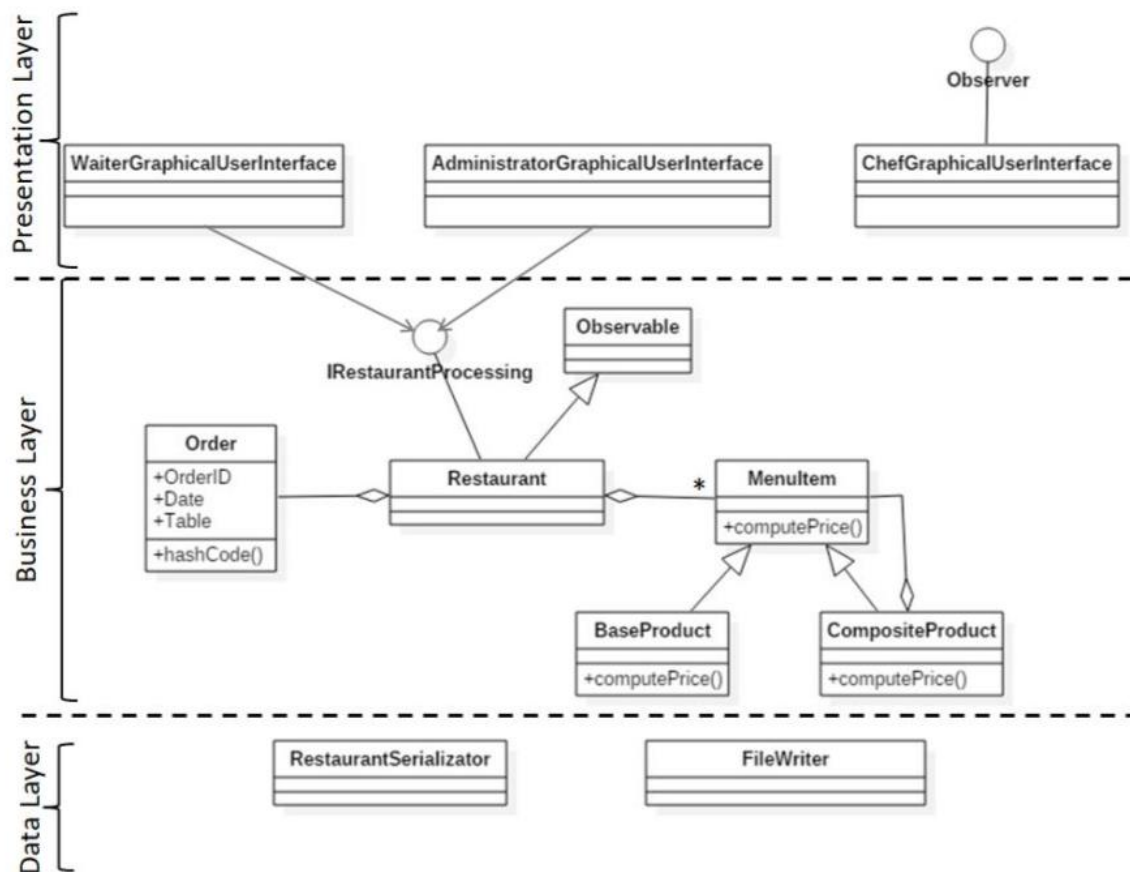 Presentation Layer
Observer
WaiterGraphicalUserInterface
AdministratorGraphicalUserInterface
ChefGraphicalUserInterface
Business Layer
Observable
IRestaurantProcessing
Order
+OrderID
+Date
+Table
+hashCode()
Restaurant
*
MenuItem
+computePrice()
BaseProduct
+computePrice()
CompositeProduct
+computePrice()
Data Layer
RestaurantSerializator
FileWriter